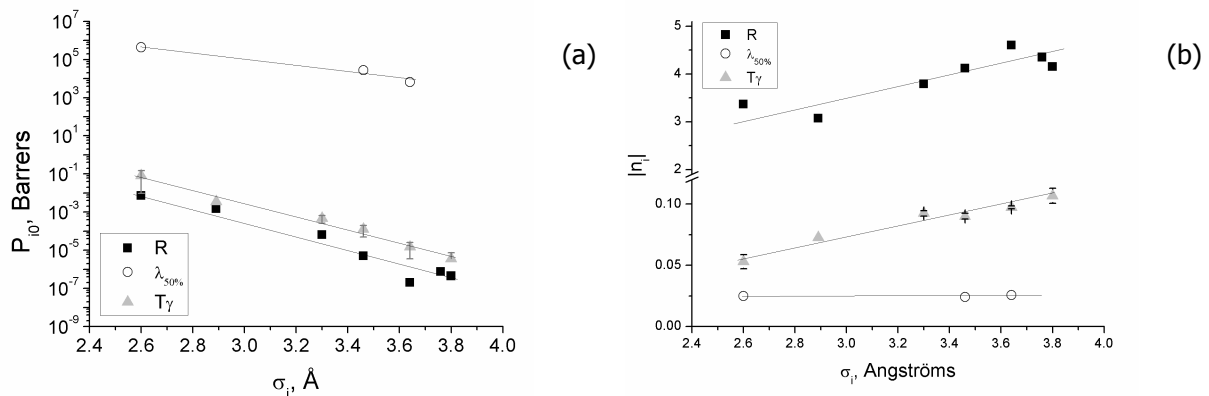 (a)
P_i0, Barrers
10^7
10^5
10^3
10^-1
10^-3
10^-5
10^-7
10^-9
R
λ_50%
Tγ
2.4 2.6 2.8 3.0 3.2 3.4 3.6 3.8 4.0
σ_i, Å
(b)
|n_i|
5
4
3
2
0.10
0.05
0.00
R
λ_50%
Tγ
2.4 2.6 2.8 3.0 3.2 3.4 3.6 3.8 4.0
σ_i, Angströms